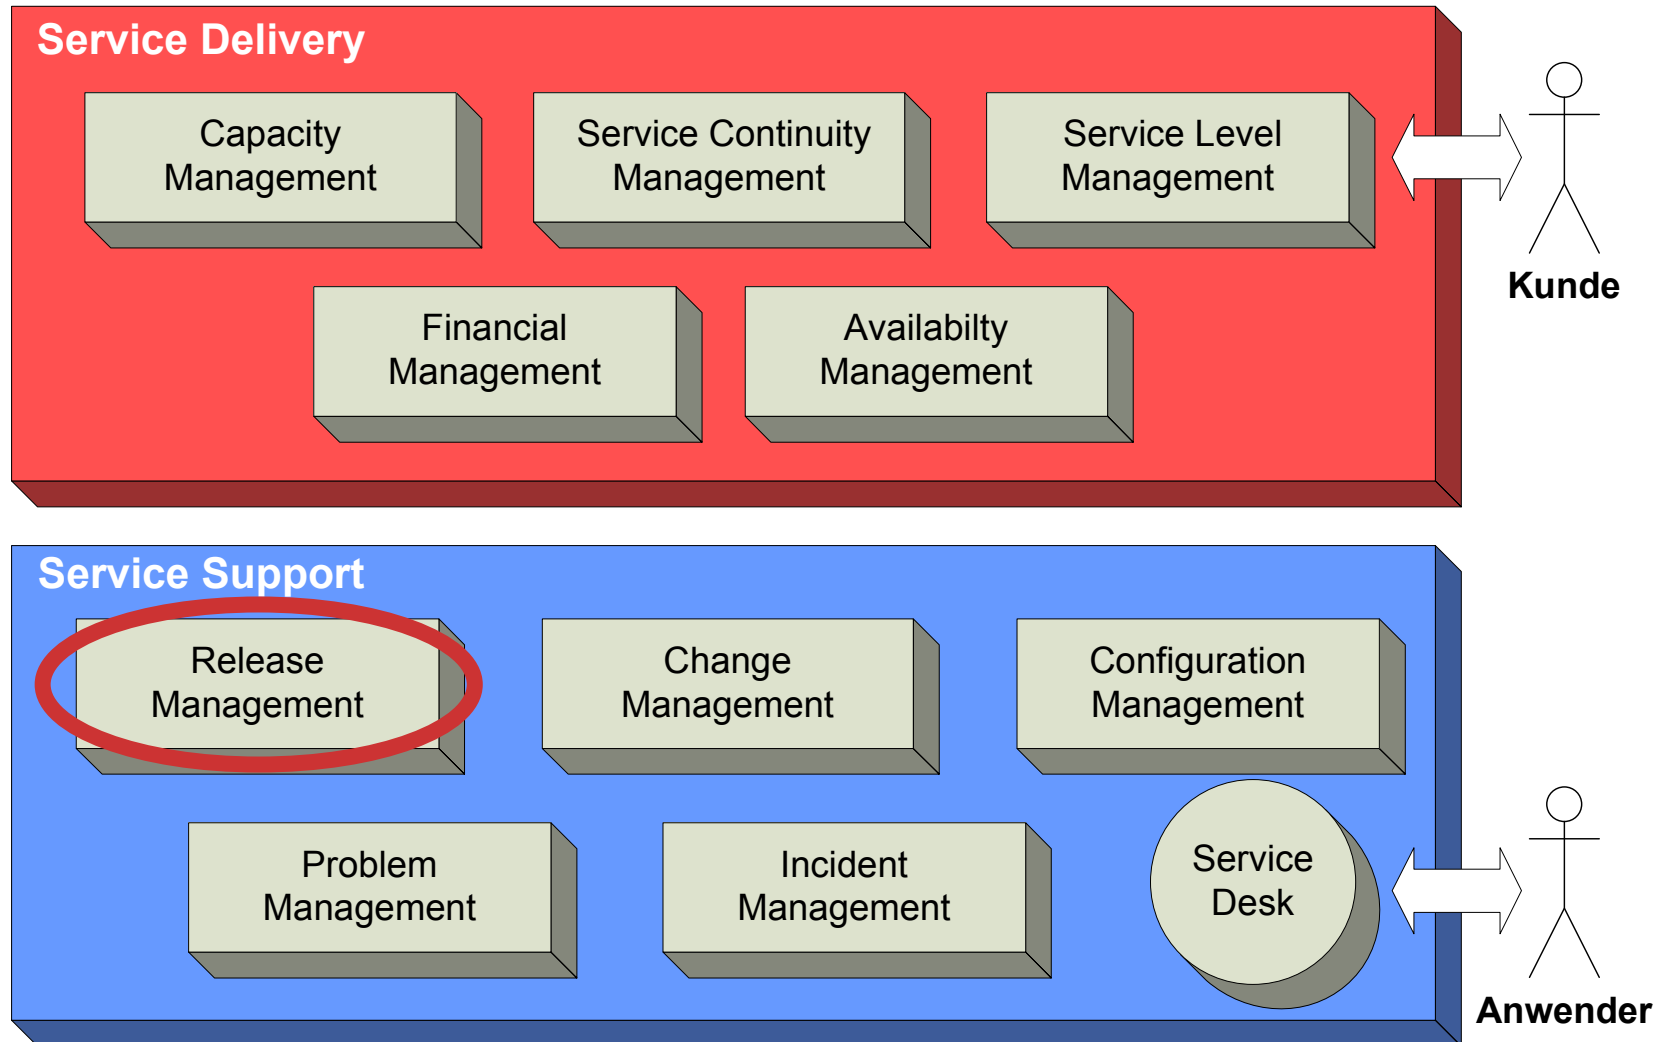 Service Delivery
Capacity
Management
Service Continuity
Management
Service Level
Management
Financial
Management
Availabilty
Management
Kunde
Service Support
Release
Management
Change
Management
Configuration
Management
Problem
Management
Incident
Management
Service
Desk
Anwender